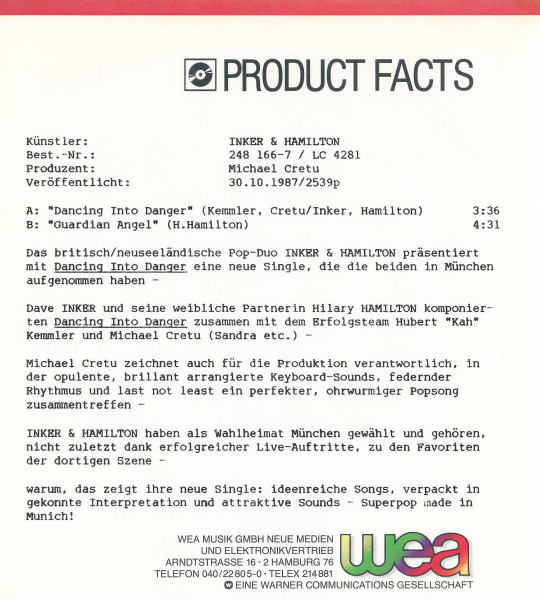 PRODUCT FACTS
Künstler: INKER & HAMILTON
Best.-Nr.: 248 166-7 / LC 4281
Produzent: Michael Cretu
Veröffentlicht: 30.10.1987/2539p
A: "Dancing Into Danger" (Kemmler, Cretu/Inker, Hamilton) 3:36
B: "Guardian Angel" (H.Hamilton) 4:31
Das britisch/neuseeländische Pop-Duo INKER & HAMILTON präsentiert
mit Dancing Into Danger eine neue Single, die die beiden in München
aufgenommen haben -
Dave INKER und seine weibliche Partnerin Hilary HAMILTON komponier-
ten Dancing Into Danger zusammen mit dem Erfolgsteam Hubert "Kah"
Kemmler und Michael Cretu (Sandra etc.) -
Michael Cretu zeichnet auch für die Produktion verantwortlich, in
der opulente, brillant arrangierte Keyboard-Sounds, federnder
Rhythmus und last not least ein perfekter, ohrwurmiger Popsong
zusammentreffen -
INKER & HAMILTON haben als Wahlheimat München gewählt und gehören,
nicht zuletzt dank erfolgreicher Live-Auftritte, zu den Favoriten
der dortigen Szene -
warum, das zeigt ihre neue Single: ideenreiche Songs, verpackt in
gekonnte Interpretation und attraktive Sounds - Superpop made in
Munich!
WEA MUSIK GMBH NEUE MEDIEN
UND ELEKTRONIKVERTRIEB
ARNDTSTRASSE 16 · 2 HAMBURG 76
TELEFON 040/22805-0 · TELEX 214881
EINE WARNER COMMUNICATIONS GESELLSCHAFT
wea